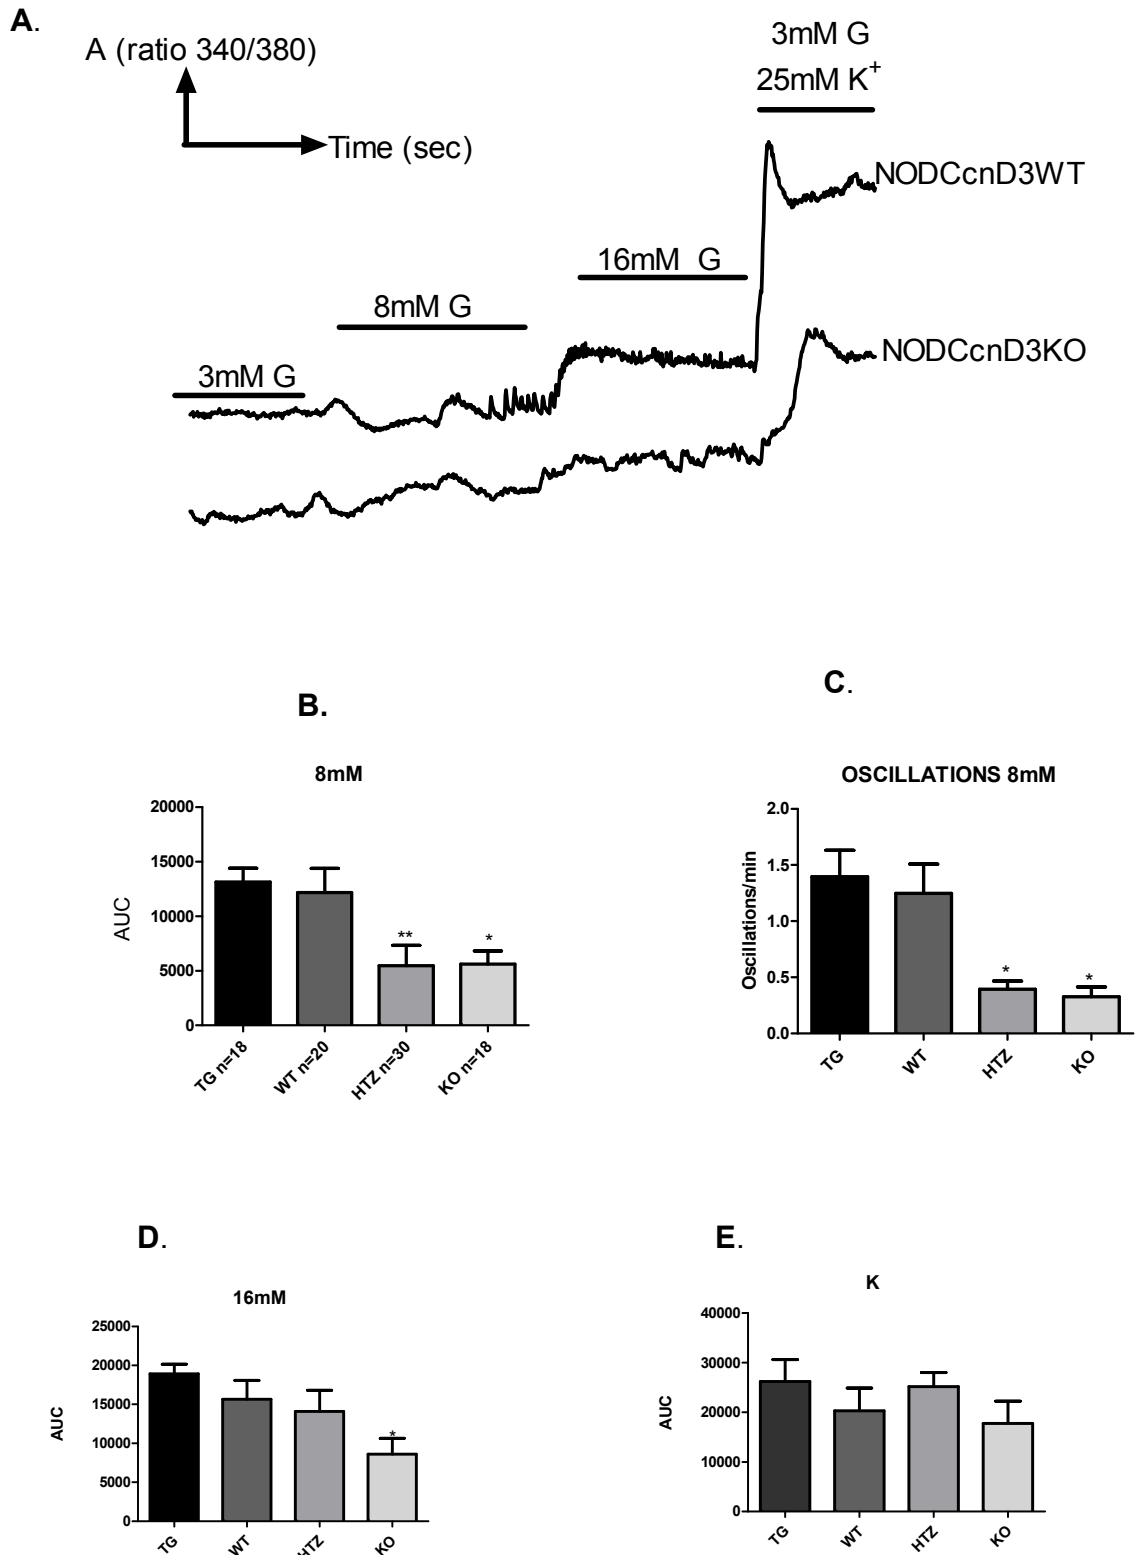 A.
A (ratio 340/380)
Time (sec)
3mM G
25mM K+
NODCcnD3WT
16mM G
8mM G
NODCcnD3KO
3mM G
B.
8mM
20000
15000
10000
5000
0
AUC
**
*
TG n=18
WT n=20
HTZ n=30
KO n=18
C.
OSCILLATIONS 8mM
2.0
1.5
1.0
0.5
0.0
Oscillations/min
*
*
TG
WT
HTZ
KO
D.
16mM
25000
20000
15000
10000
5000
0
AUC
*
TG
WT
HTZ
KO
E.
K
40000
30000
20000
10000
0
AUC
TG
WT
HTZ
KO